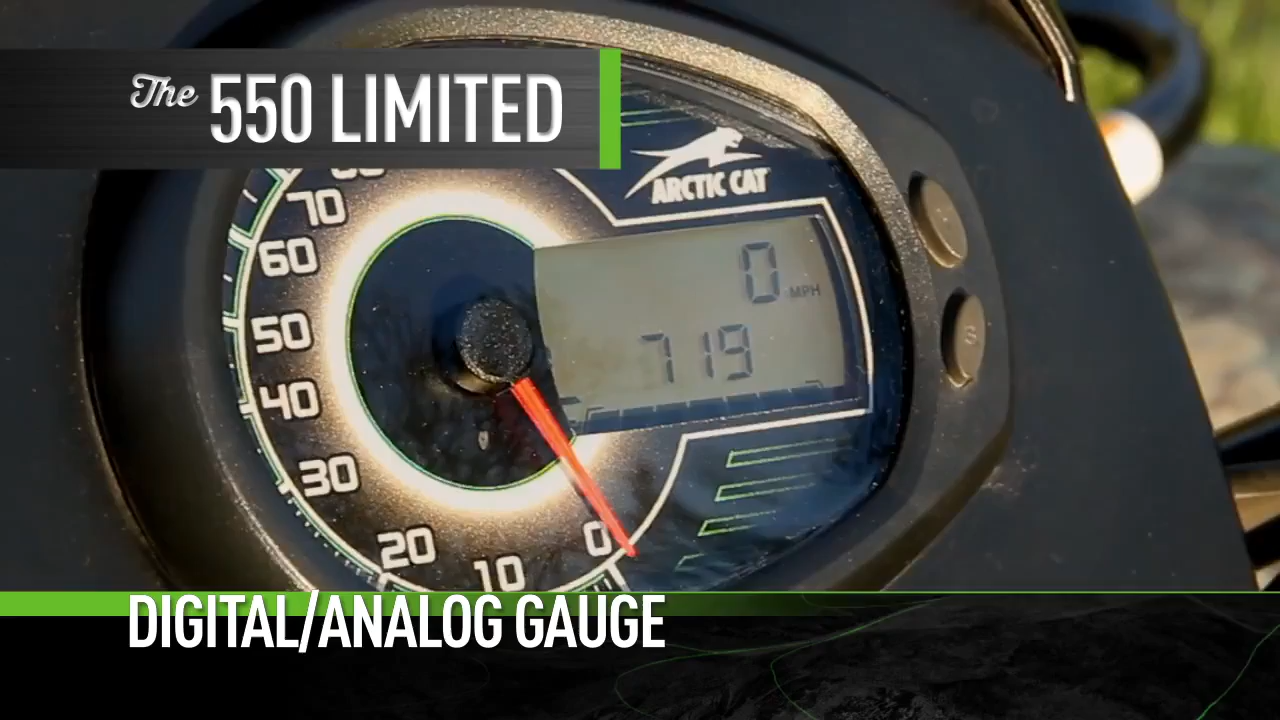 The 550 LIMITED
ARCTIC CAT
70
60
50
40
30
20
10
0
0 MPH
719
S
DIGITAL/ANALOG GAUGE